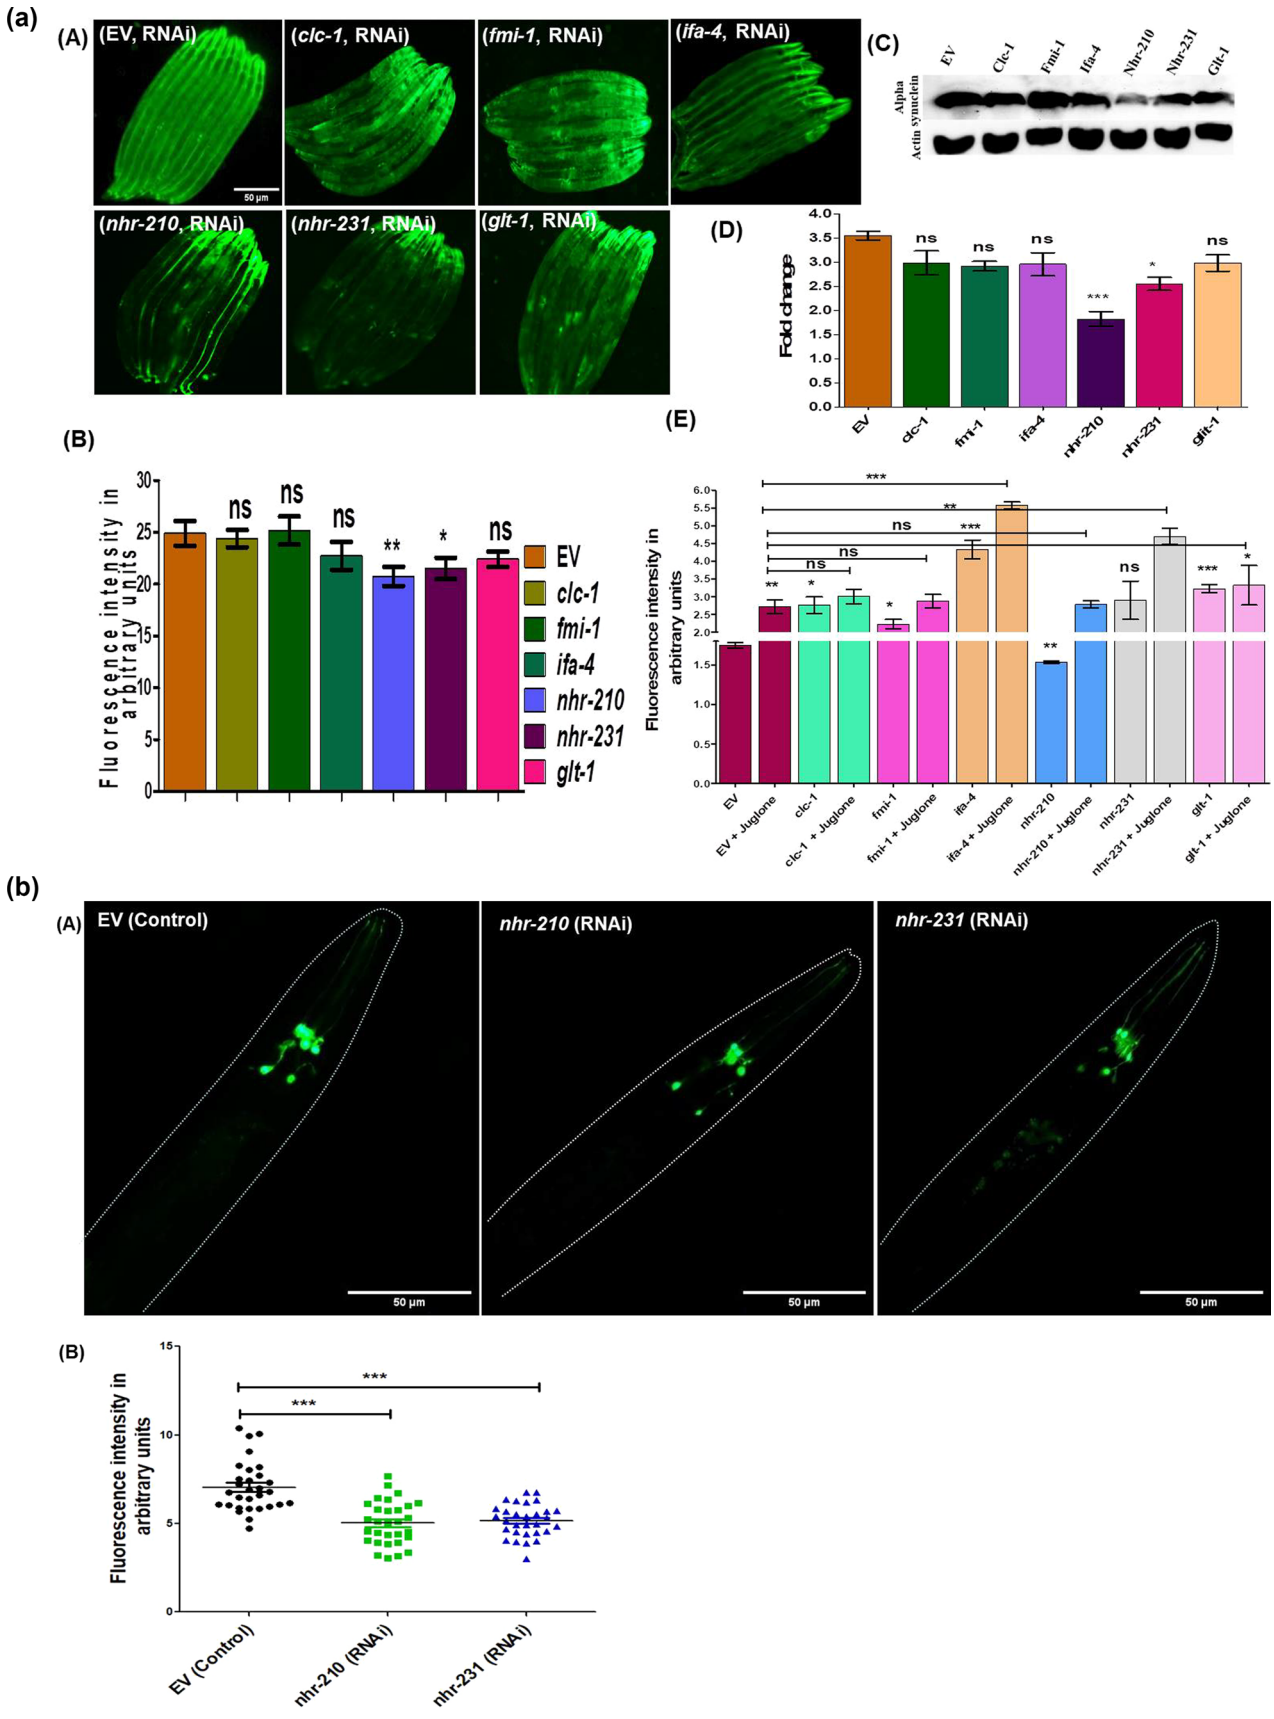 (a)
(A)
(EV, RNAi)
(clc-1, RNAi)
(fmi-1, RNAi)
(ifa-4, RNAi)
50 µm
(nhr-210, RNAi)
(nhr-231, RNAi)
(glt-1, RNAi)
(C)
EV
Clc-1
Fmi-1
Ifa-4
Nhr-210
Nhr-231
Glt-1
Alpha
synuclein
Actin
(D)
Fold change
4.0
3.5
3.0
2.5
2.0
1.5
1.0
0.5
0.0
ns
ns
ns
***
*
ns
EV
clc-1
fmi-1
ifa-4
nhr-210
nhr-231
glit-1
(B)
Fluorescence intensity in
arbitrary units
30
25
20
15
10
5
0
ns
ns
ns
**
*
ns
EV
clc-1
fmi-1
ifa-4
nhr-210
nhr-231
glt-1
(E)
Fluorescence intensity in
arbitrary units
6.0
5.5
5.0
4.5
4.0
3.5
3.0
2.5
2.0
1.5
1.0
0.5
0.0
***
**
ns
***
ns
ns
**
*
*
**
ns
***
*
EV
EV + Juglone
clc-1
clc-1 + Juglone
fmi-1
fmi-1 + Juglone
ifa-4
ifa-4 + Juglone
nhr-210
nhr-210 + Juglone
nhr-231
nhr-231 + Juglone
glt-1
glt-1 + Juglone
(b)
(A)
EV (Control)
nhr-210 (RNAi)
nhr-231 (RNAi)
50 µm
50 µm
50 µm
(B)
Fluorescence intensity in
arbitrary units
15
10
5
0
***
***
EV (Control)
nhr-210 (RNAi)
nhr-231 (RNAi)